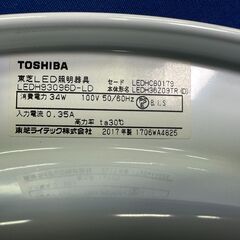 TOSHIBA
東芝LED照明器具 セード LEDHC80179
LEDH93096D-LD 本体形名 LEDH36Z09TR(D)
消費電力 34W 100V 50/60Hz
入力電流 0.35A
高力率 ta30℃
東芝ライテック株式会社 2017年製 1706WA4825